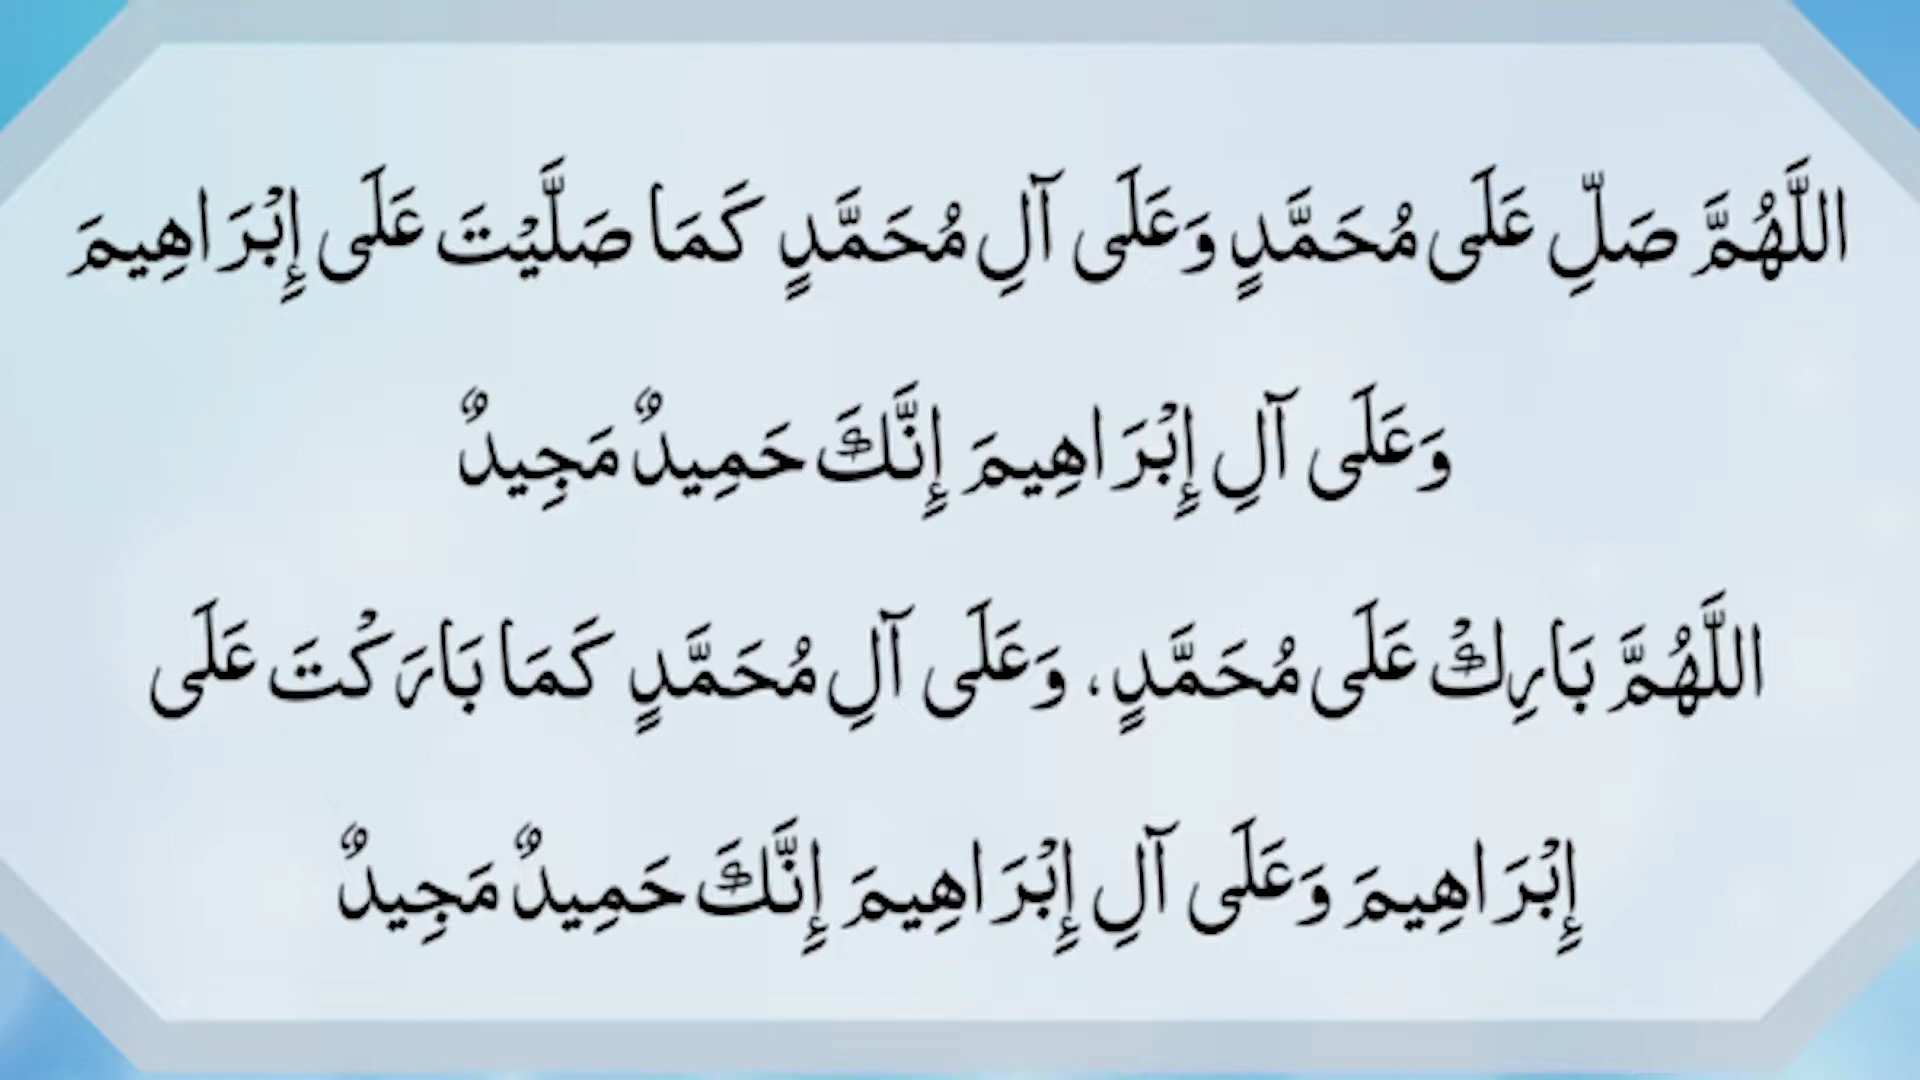 اللَّهُمَّ صَلِّ عَلَى مُحَمَّدٍ وَعَلَى آلِ مُحَمَّدٍ كَمَا صَلَّيْتَ عَلَى إِبْرَاهِيمَ
وَعَلَى آلِ إِبْرَاهِيمَ إِنَّكَ حَمِيدٌ مَجِيدٌ
اللَّهُمَّ بَارِكْ عَلَى مُحَمَّدٍ، وَعَلَى آلِ مُحَمَّدٍ كَمَا بَارَكْتَ عَلَى
إِبْرَاهِيمَ وَعَلَى آلِ إِبْرَاهِيمَ إِنَّكَ حَمِيدٌ مَجِيدٌ